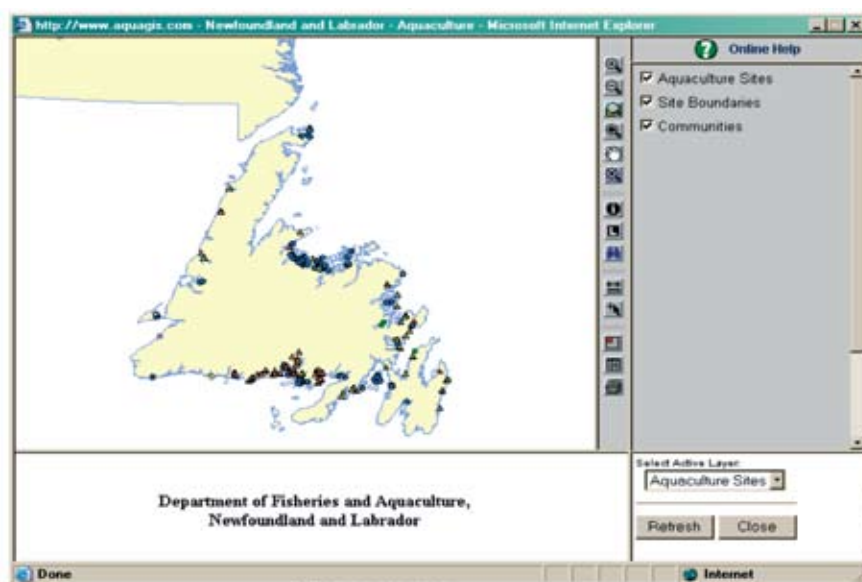 http://www.aquagis.com - Newfoundland and Labrador - Aquaculture - Microsoft Internet Explorer
Online Help
Aquaculture Sites
Site Boundaries
Communities
Select Active Layer:
Aquaculture Sites
Refresh
Close
Department of Fisheries and Aquaculture,
Newfoundland and Labrador
Done
Internet